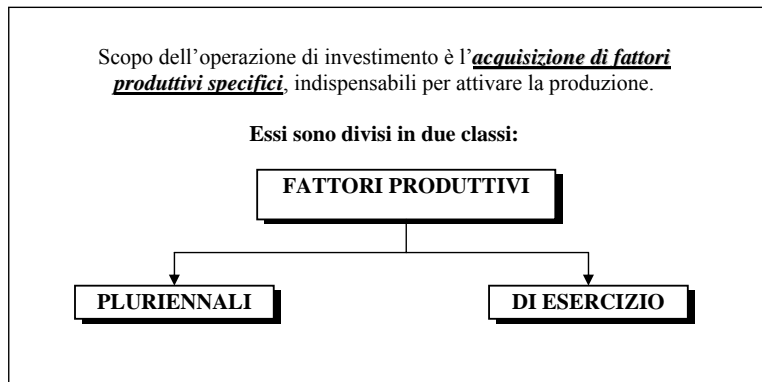 Scopo dell’operazione di investimento è l’acquisizione di fattori
produttivi specifici, indispensabili per attivare la produzione.
Essi sono divisi in due classi:
FATTORI PRODUTTIVI
PLURIENNALI
DI ESERCIZIO